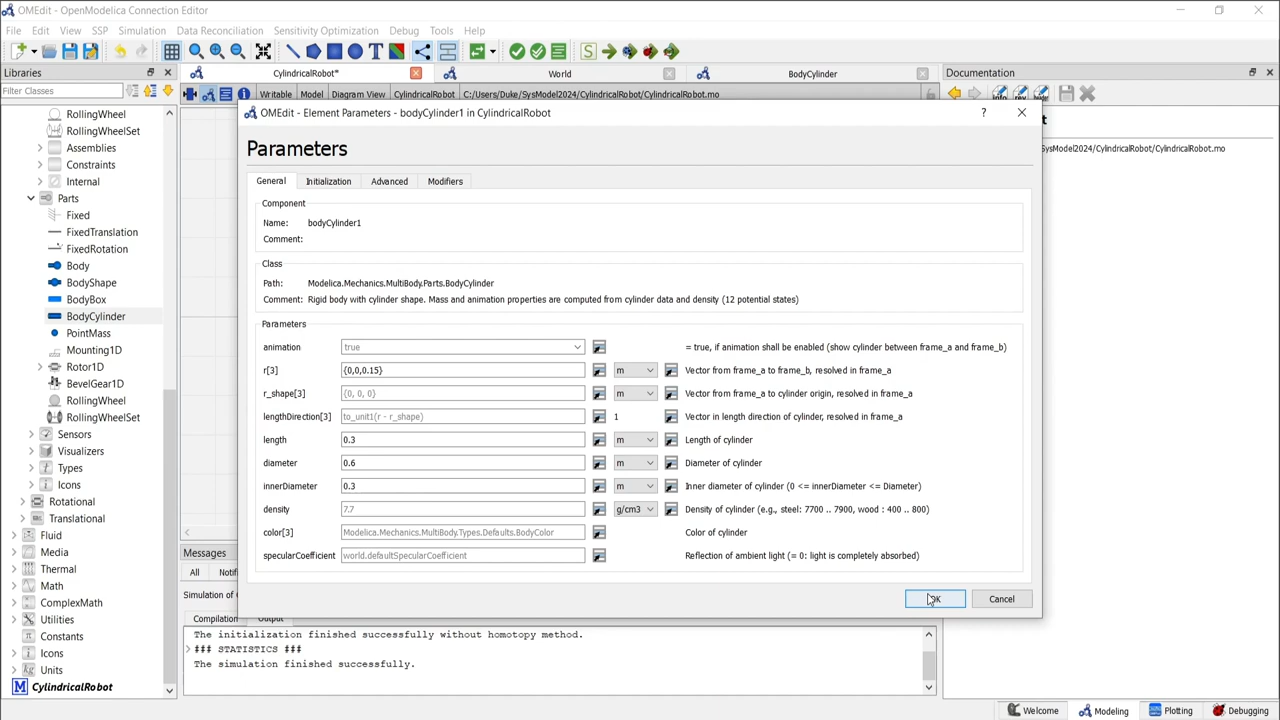 OMEdit - OpenModelica Connection Editor
File Edit View SSP Simulation Data Reconciliation Sensitivity Optimization Debug Tools Help
Libraries
CylindricalRobot*
World
BodyCylinder
Documentation
Filter Classes
Writable Model Diagram View CylindricalRobot C:/Users/Duke/SysModel2024/CylindricalRobot/CylindricalRobot.mo
RollingWheel
RollingWheelSet
Assemblies
Constraints
Internal
Parts
Fixed
FixedTranslation
FixedRotation
Body
BodyShape
BodyBox
BodyCylinder
PointMass
Mounting1D
Rotor1D
BevelGear1D
RollingWheel
RollingWheelSet
Sensors
Visualizers
Types
Icons
Rotational
Translational
Fluid
Media
Thermal
Math
ComplexMath
Utilities
Constants
Icons
Units
CylindricalRobot
OMEdit - Element Parameters - bodyCylinder1 in CylindricalRobot
Parameters
General Initialization Advanced Modifiers
Component
Name: bodyCylinder1
Comment:
Class
Path: Modelica.Mechanics.MultiBody.Parts.BodyCylinder
Comment: Rigid body with cylinder shape. Mass and animation properties are computed from cylinder data and density (12 potential states)
Parameters
animation true = true, if animation shall be enabled (show cylinder between frame_a and frame_b)
r[3] {0,0,0.15} m Vector from frame_a to frame_b, resolved in frame_a
r_shape[3] {0, 0, 0} m Vector from frame_a to cylinder origin, resolved in frame_a
lengthDirection[3] to_unit1(r - r_shape) 1 Vector in length direction of cylinder, resolved in frame_a
length 0.3 m Length of cylinder
diameter 0.6 m Diameter of cylinder
innerDiameter 0.3 m Inner diameter of cylinder (0 <= innerDiameter <= Diameter)
density 7.7 g/cm3 Density of cylinder (e.g., steel: 7700 .. 7900, wood : 400 .. 800)
color[3] Modelica.Mechanics.MultiBody.Types.Defaults.BodyColor Color of cylinder
specularCoefficient world.defaultSpecularCoefficient Reflection of ambient light (= 0: light is completely absorbed)
OK Cancel
SysModel2024/CylindricalRobot/CylindricalRobot.mo
Messages
All
Simulation of
Compilation Output
The initialization finished successfully without homotopy method.
### STATISTICS ###
The simulation finished successfully.
Welcome Modeling Plotting Debugging